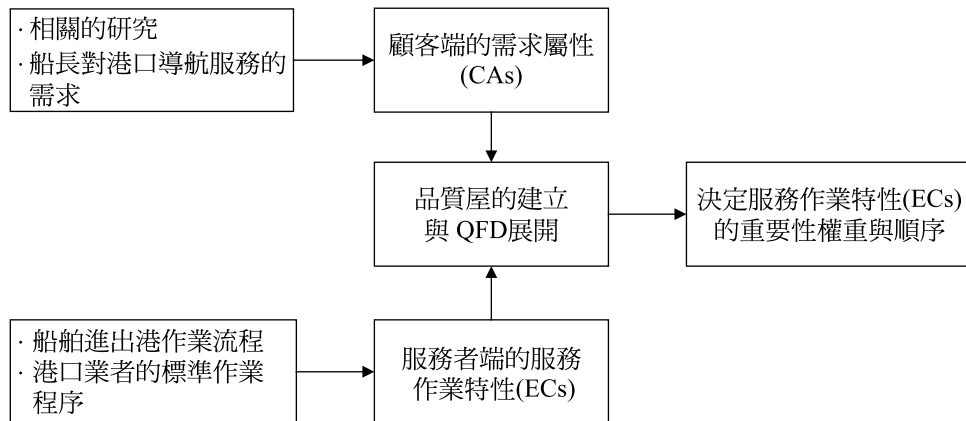 · 相關的研究
· 船長對港口導航服務的
需求
顧客端的需求屬性
(CAs)
品質屋的建立
與 QFD展開
決定服務作業特性(ECs)
的重要性權重與順序
· 船舶進出港作業流程
· 港口業者的標準作業
程序
服務者端的服務
作業特性(ECs)